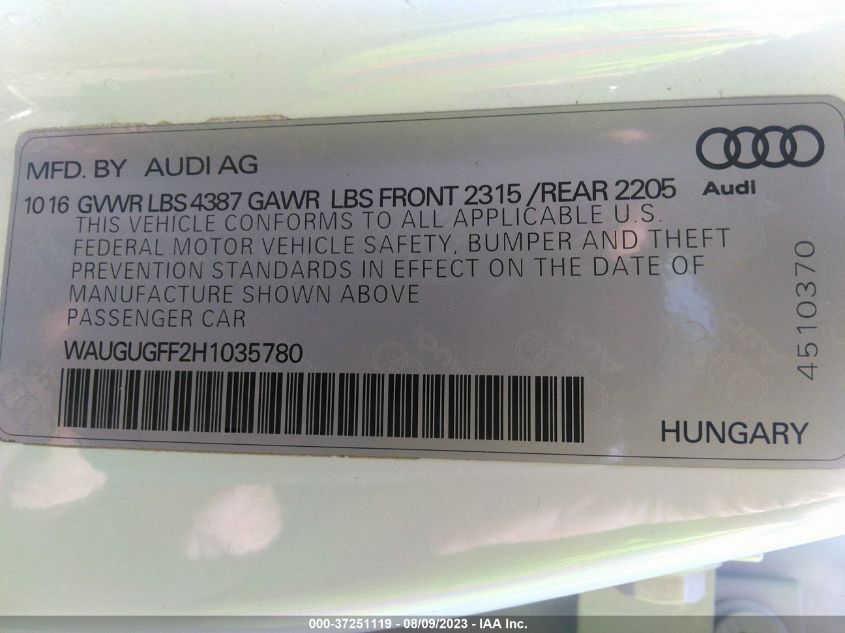 MFD. BY AUDI AG
Audi
10 16 GVWR LBS 4387 GAWR LBS FRONT 2315 / REAR 2205
THIS VEHICLE CONFORMS TO ALL APPLICABLE U.S.
FEDERAL MOTOR VEHICLE SAFETY, BUMPER AND THEFT
PREVENTION STANDARDS IN EFFECT ON THE DATE OF
MANUFACTURE SHOWN ABOVE
PASSENGER CAR
WAUGUGFF2H1035780
4510370
HUNGARY
000-37251119 - 08/09/2023 - IAA Inc.